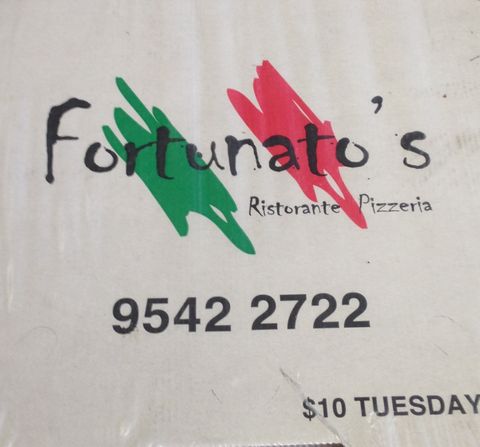 Fortunato's
Ristorante Pizzeria
9542 2722
$10 TUESDAY